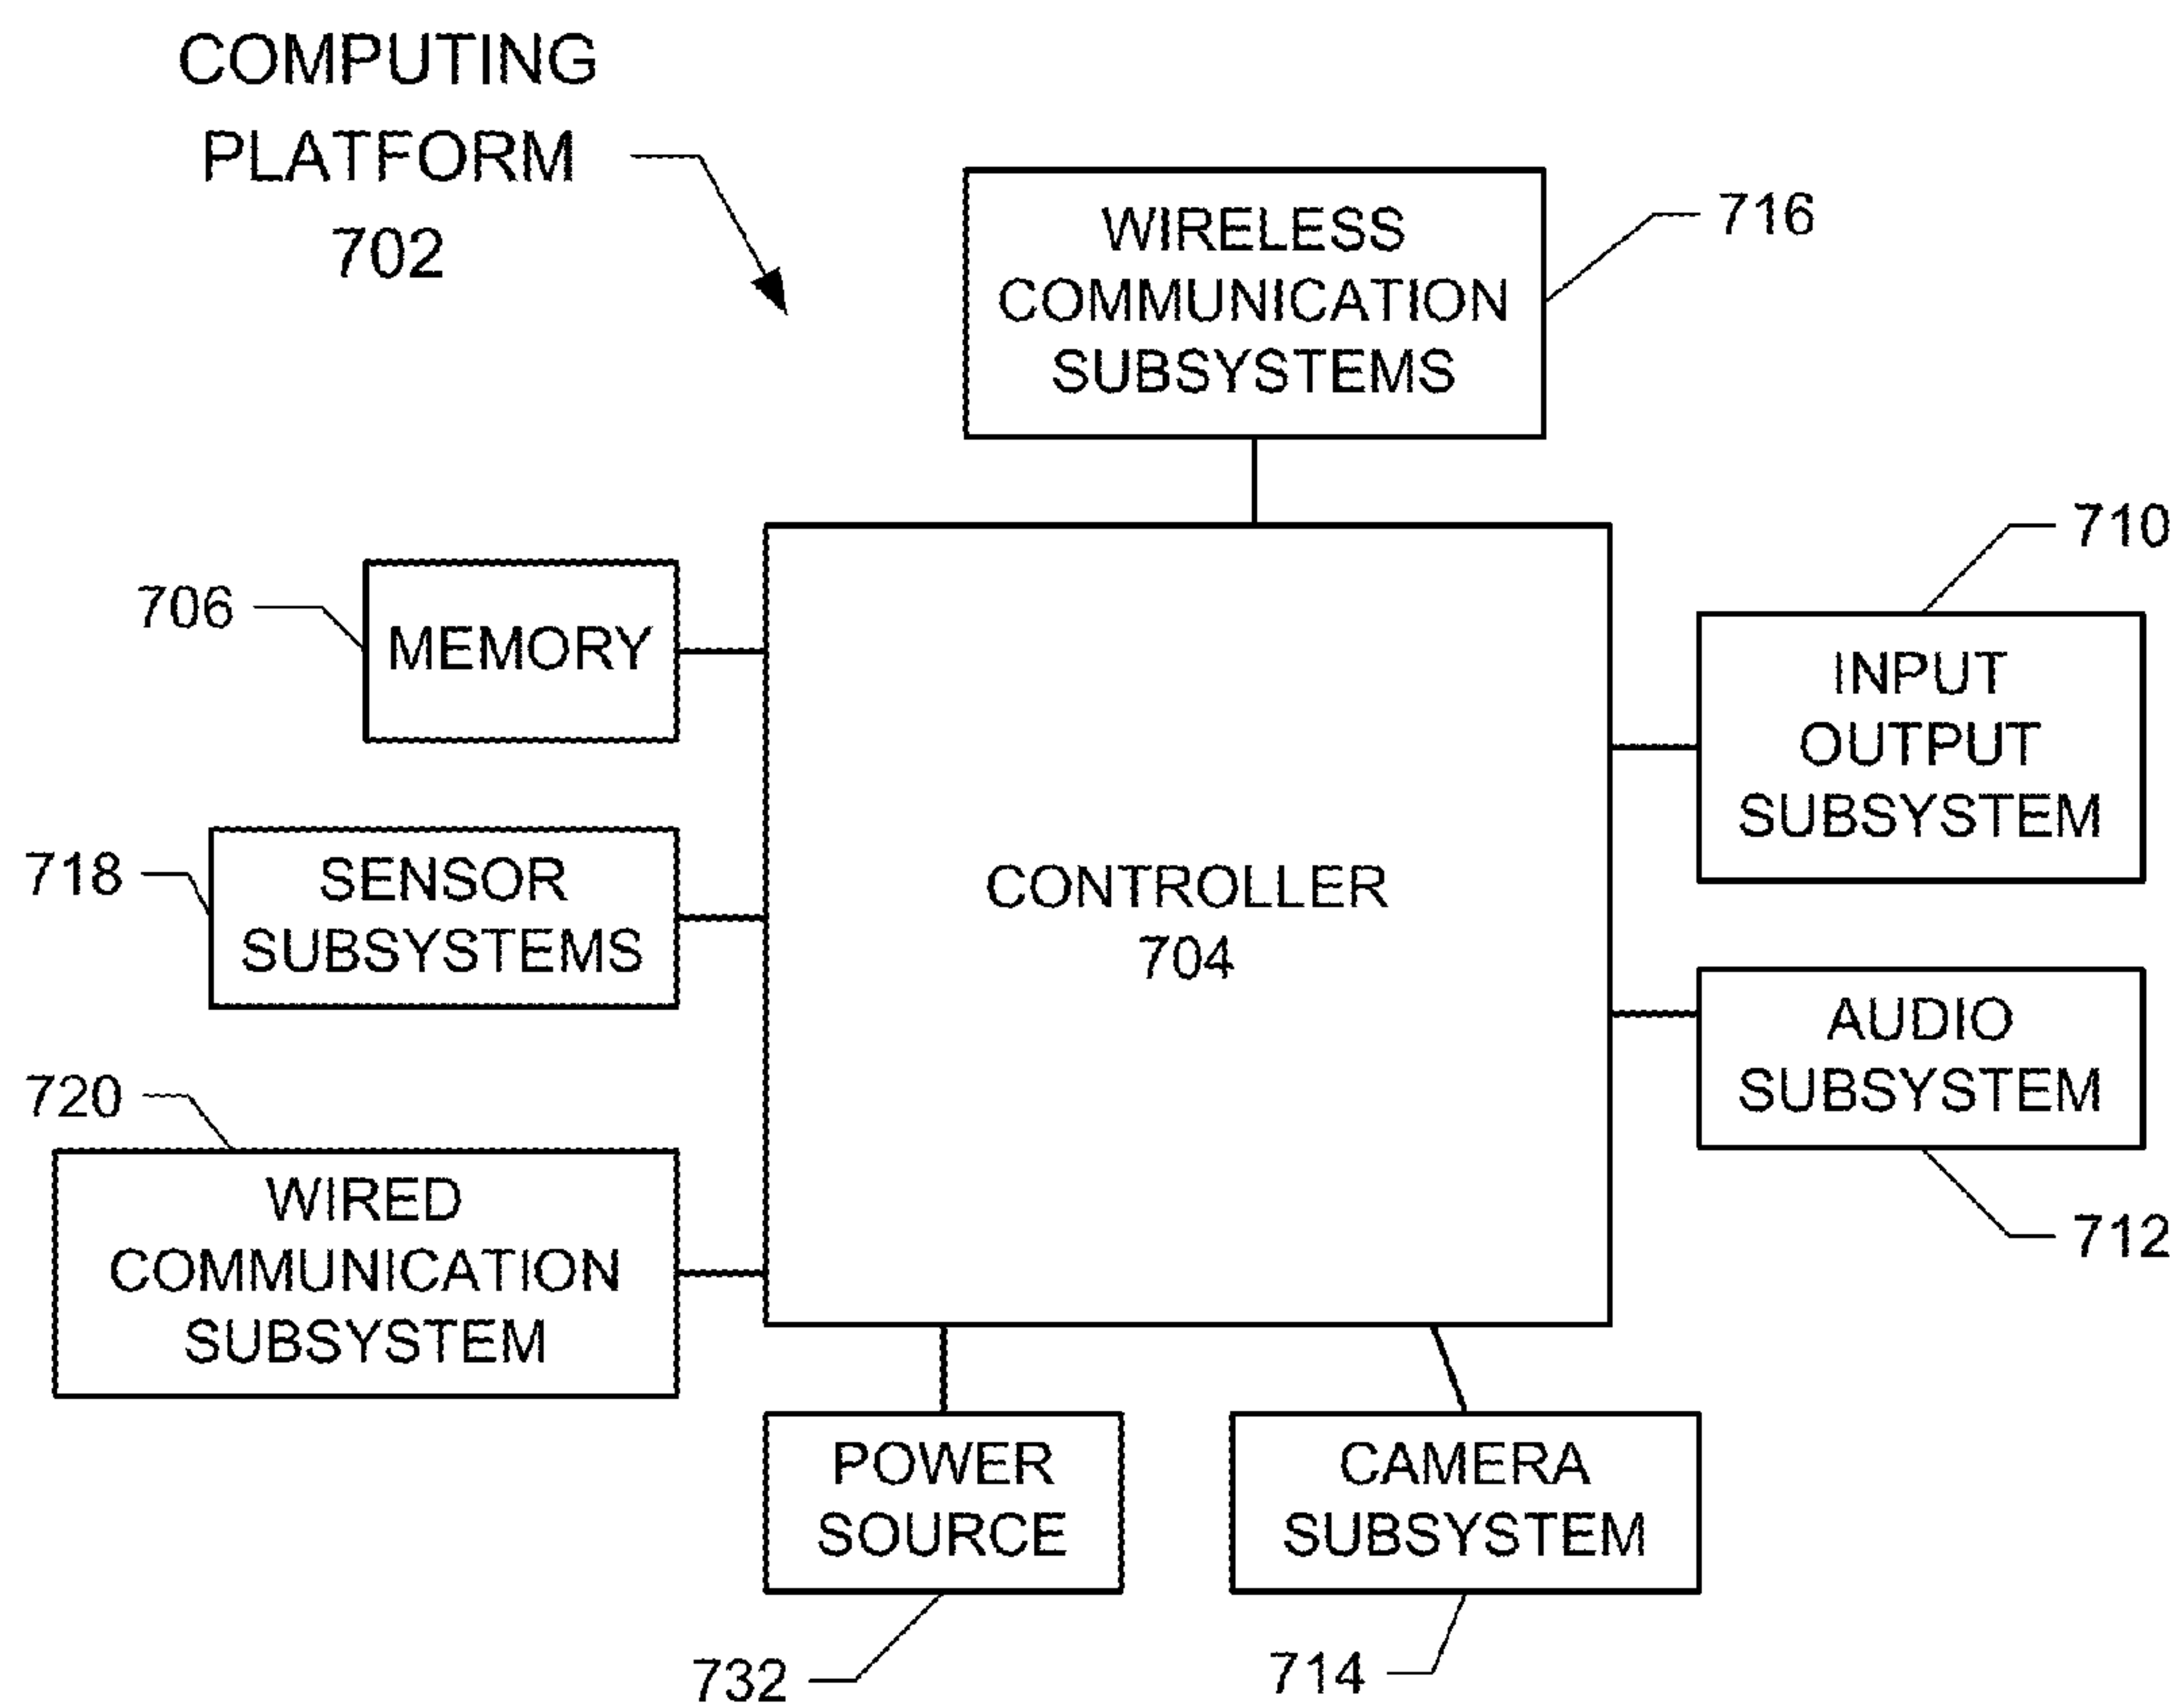 COMPUTING
PLATFORM
702
WIRELESS
COMMUNICATION
SUBSYSTEMS
716
710
706
MEMORY
INPUT
OUTPUT
SUBSYSTEM
718
SENSOR
SUBSYSTEMS
CONTROLLER
704
AUDIO
SUBSYSTEM
712
720
WIRED
COMMUNICATION
SUBSYSTEM
POWER
SOURCE
732
CAMERA
SUBSYSTEM
714